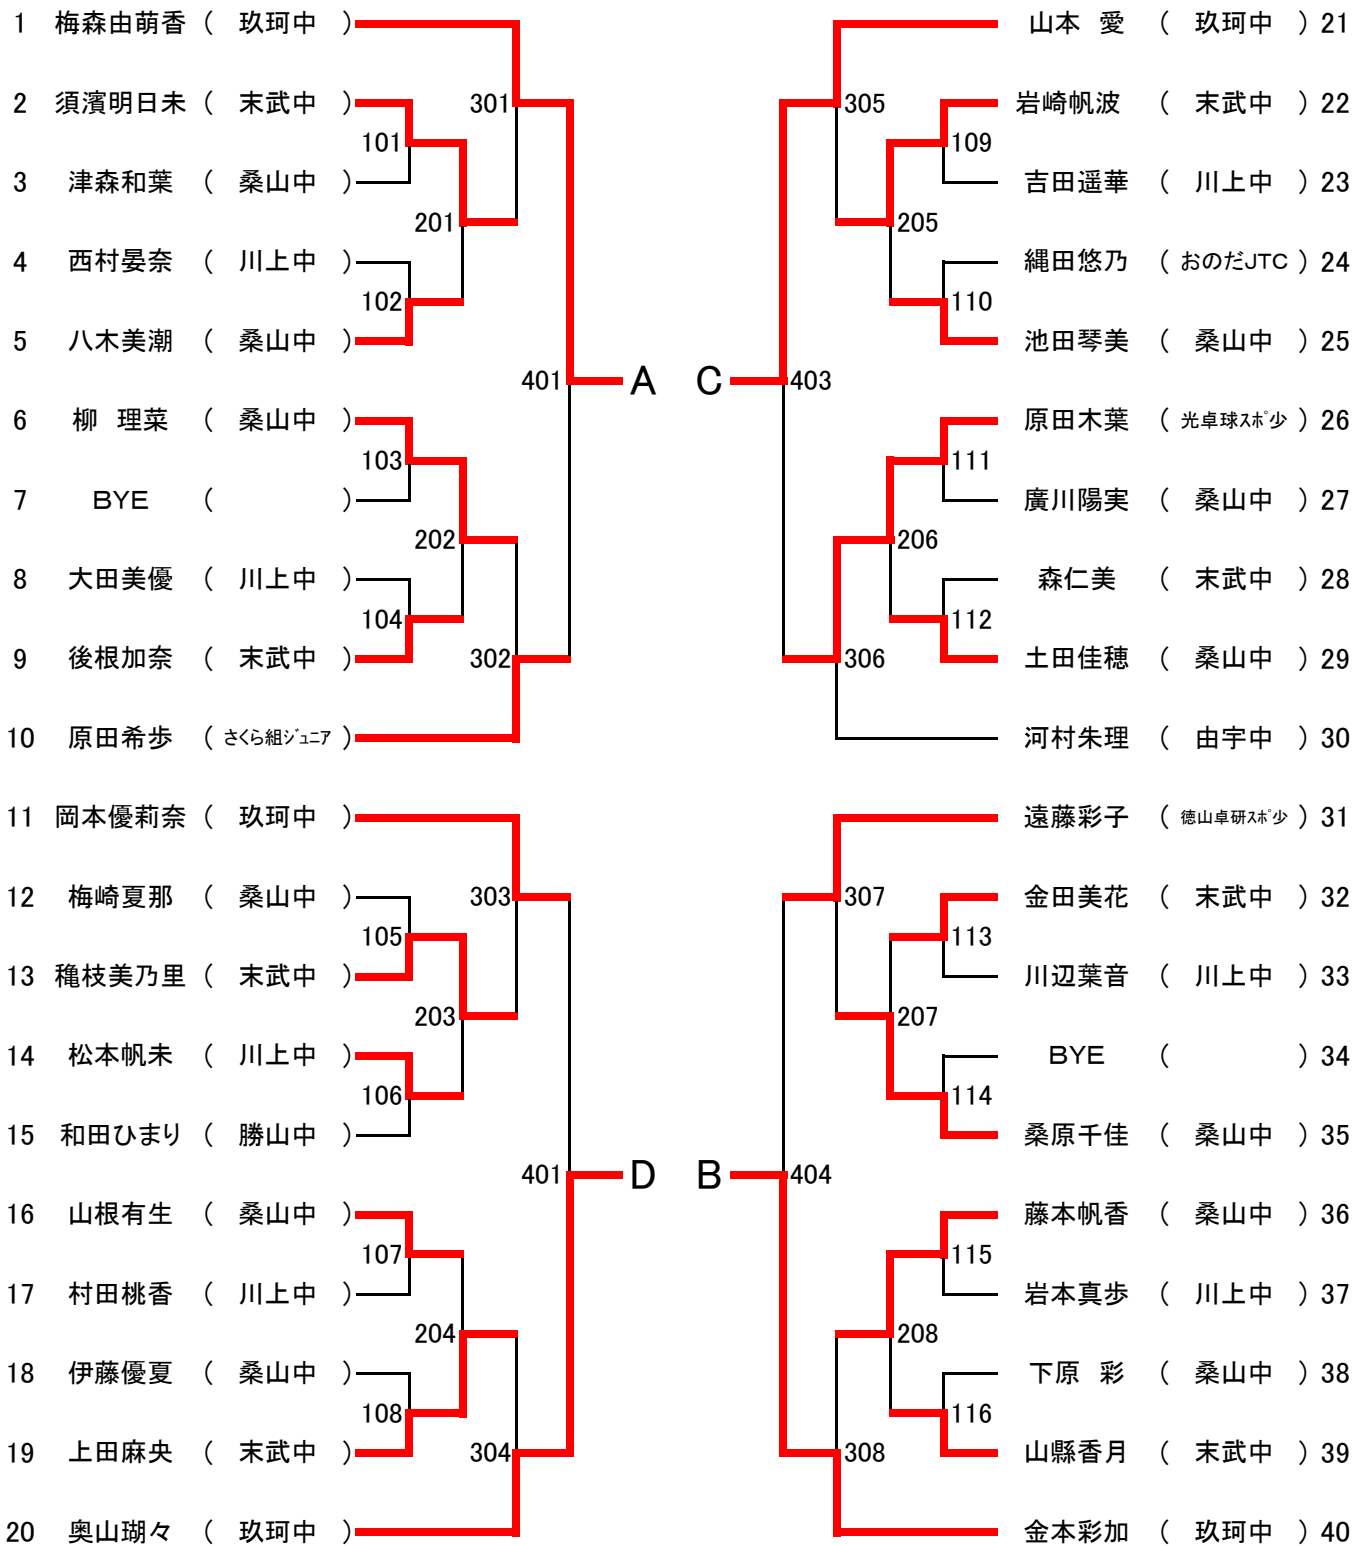 1 梅森由萌香 ( 玖珂中 )
2 須濱明日未 ( 末武中 )
3 津森和葉 ( 桑山中 )
4 西村晏奈 ( 川上中 )
5 八木美潮 ( 桑山中 )
6 柳 理菜 ( 桑山中 )
7 BYE ( )
8 大田美優 ( 川上中 )
9 後根加奈 ( 末武中 )
10 原田希歩 ( さくら組ジュニア )
11 岡本優莉奈 ( 玖珂中 )
12 梅崎夏那 ( 桑山中 )
13 穐枝美乃里 ( 末武中 )
14 松本帆未 ( 川上中 )
15 和田ひまり ( 勝山中 )
16 山根有生 ( 桑山中 )
17 村田桃香 ( 川上中 )
18 伊藤優夏 ( 桑山中 )
19 上田麻央 ( 末武中 )
20 奥山瑚々 ( 玖珂中 )
101
102
103
104
105
106
107
108
201
202
203
204
301
302
303
304
401
401
A
D
C
B
403
404
305
306
307
308
205
206
207
208
109
110
111
112
113
114
115
116
山本 愛 ( 玖珂中 ) 21
岩崎帆波 ( 末武中 ) 22
吉田遥華 ( 川上中 ) 23
縄田悠乃 ( おのだJTC ) 24
池田琴美 ( 桑山中 ) 25
原田木葉 ( 光卓球スポ少 ) 26
廣川陽実 ( 桑山中 ) 27
森仁美 ( 末武中 ) 28
土田佳穂 ( 桑山中 ) 29
河村朱理 ( 由宇中 ) 30
遠藤彩子 ( 徳山卓研スポ少 ) 31
金田美花 ( 末武中 ) 32
川辺葉音 ( 川上中 ) 33
BYE ( ) 34
桑原千佳 ( 桑山中 ) 35
藤本帆香 ( 桑山中 ) 36
岩本真歩 ( 川上中 ) 37
下原 彩 ( 桑山中 ) 38
山縣香月 ( 末武中 ) 39
金本彩加 ( 玖珂中 ) 40